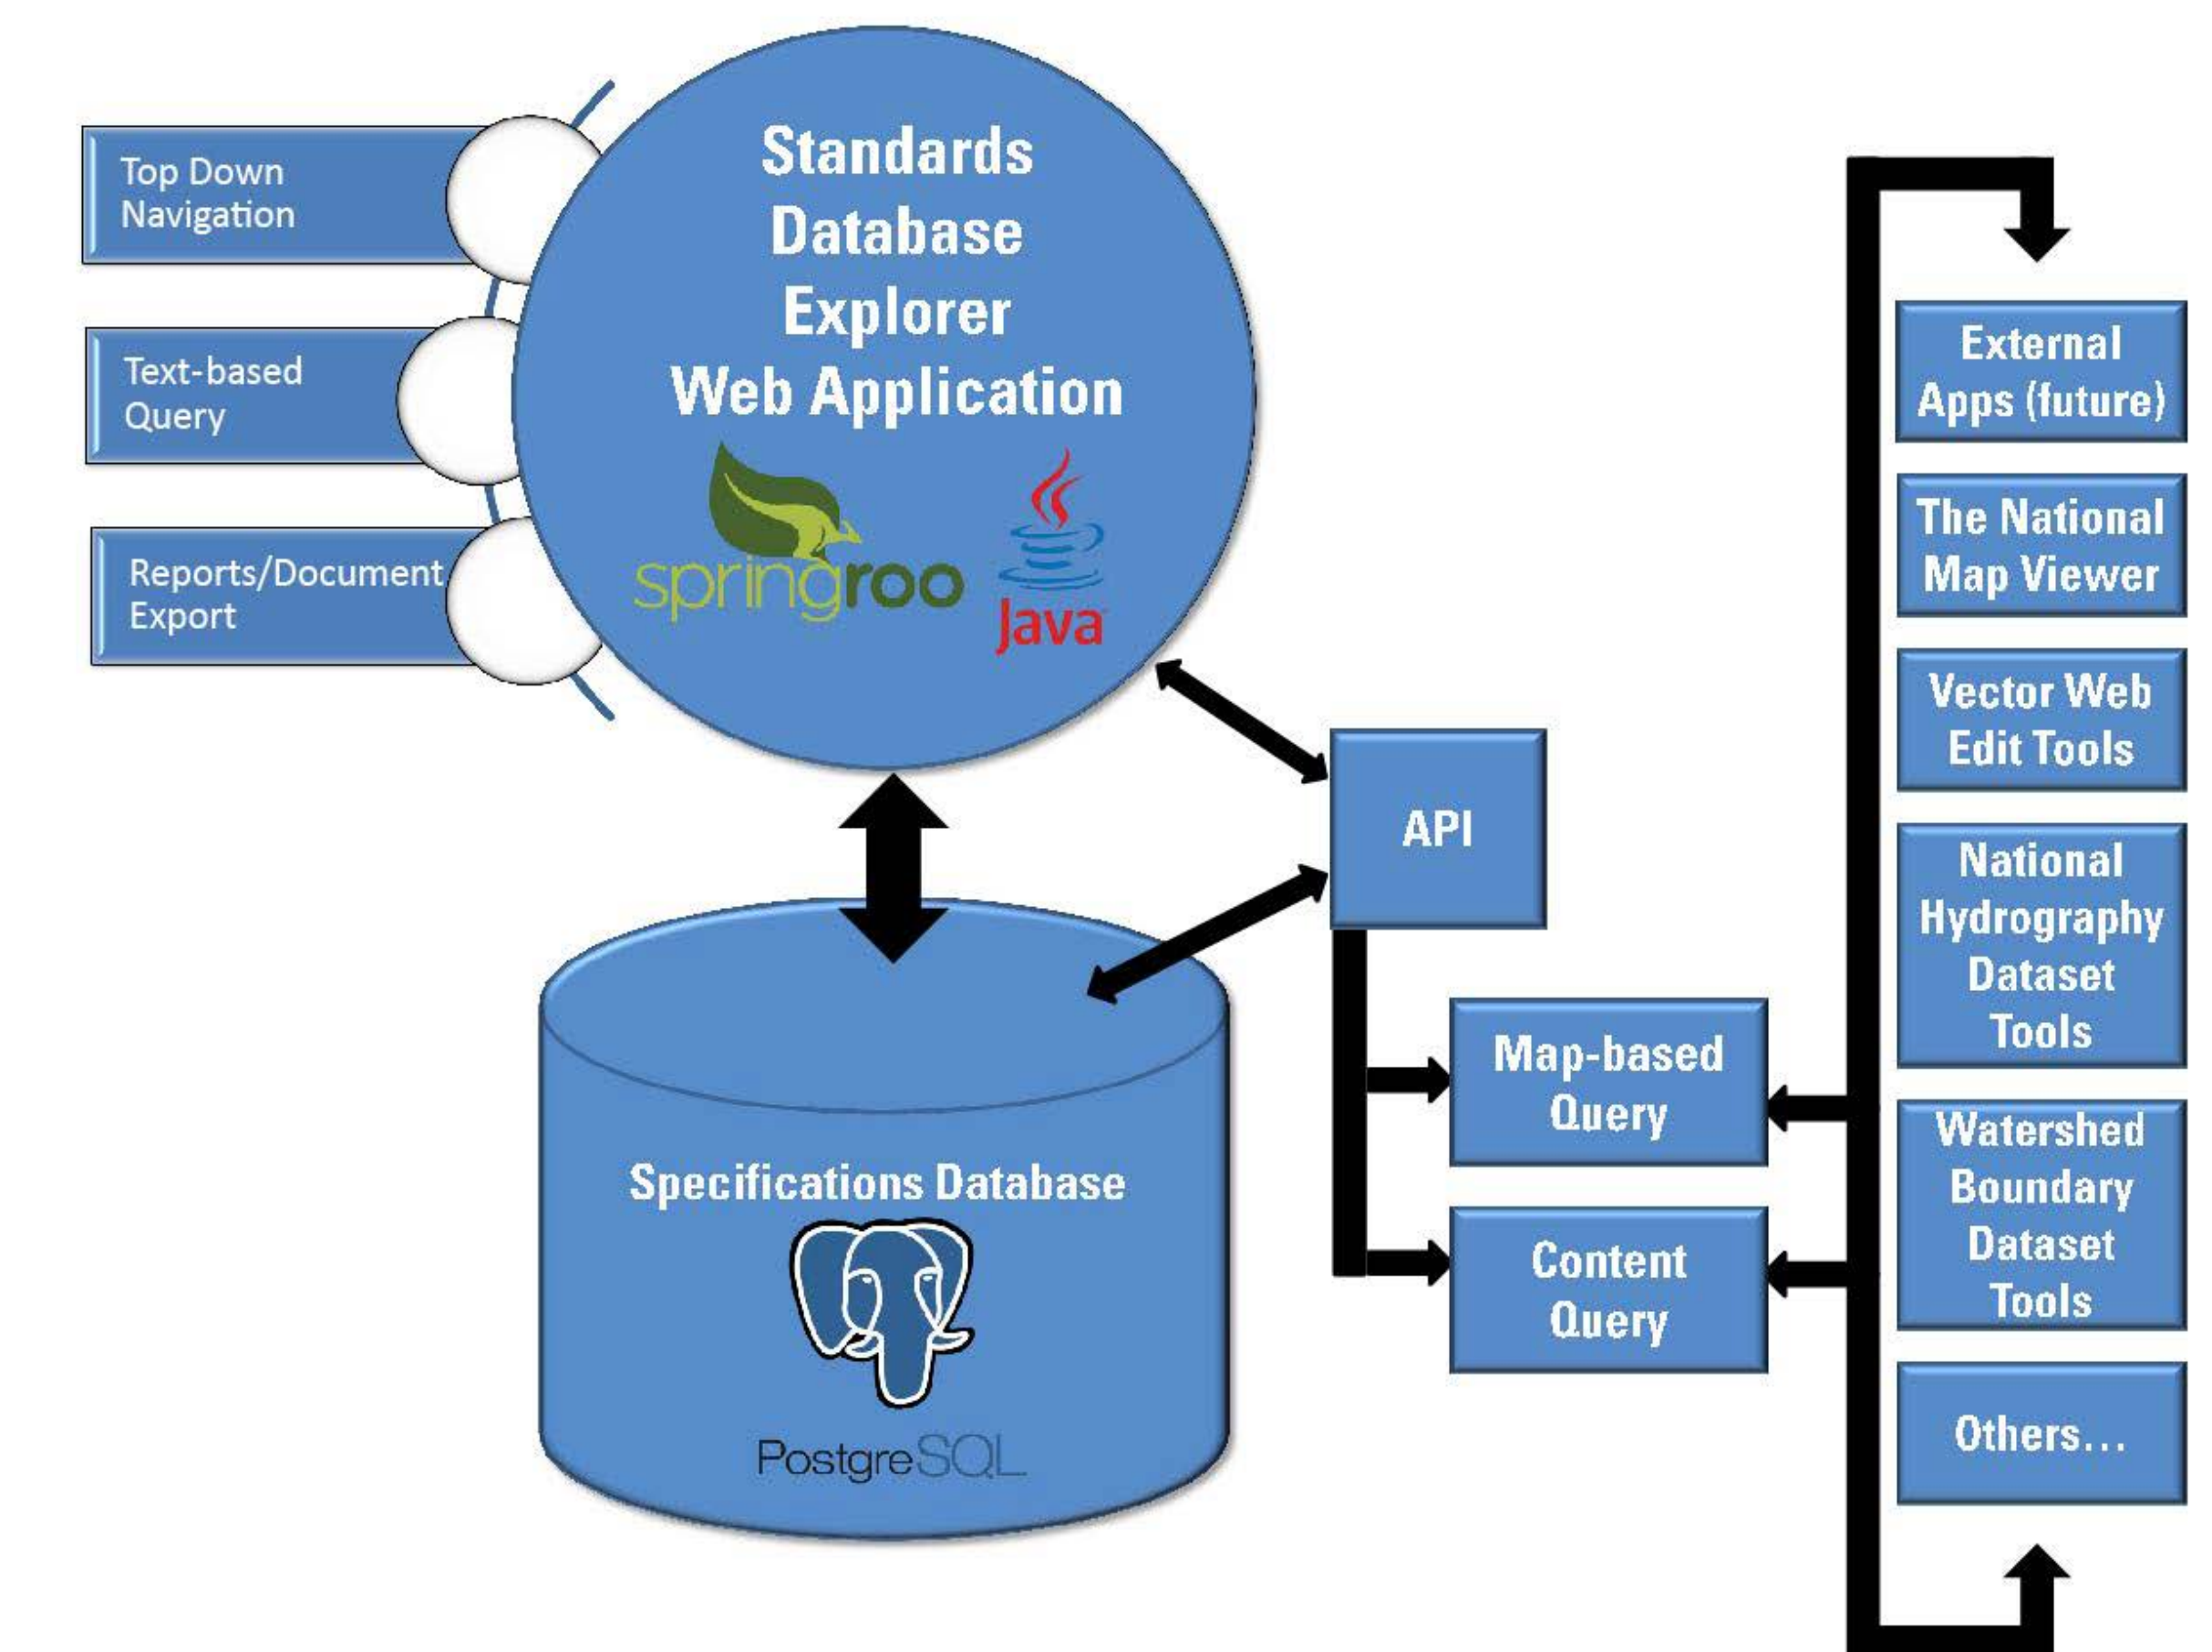 Top Down
Navigation
Text-based
Query
Reports/Document
Export
Standards
Database
Explorer
Web Application
springroo
Java
API
Specifications Database
PostgreSQL
Map-based
Query
Content
Query
External
Apps (future)
The National
Map Viewer
Vector Web
Edit Tools
National
Hydrography
Dataset
Tools
Watershed
Boundary
Dataset
Tools
Others...